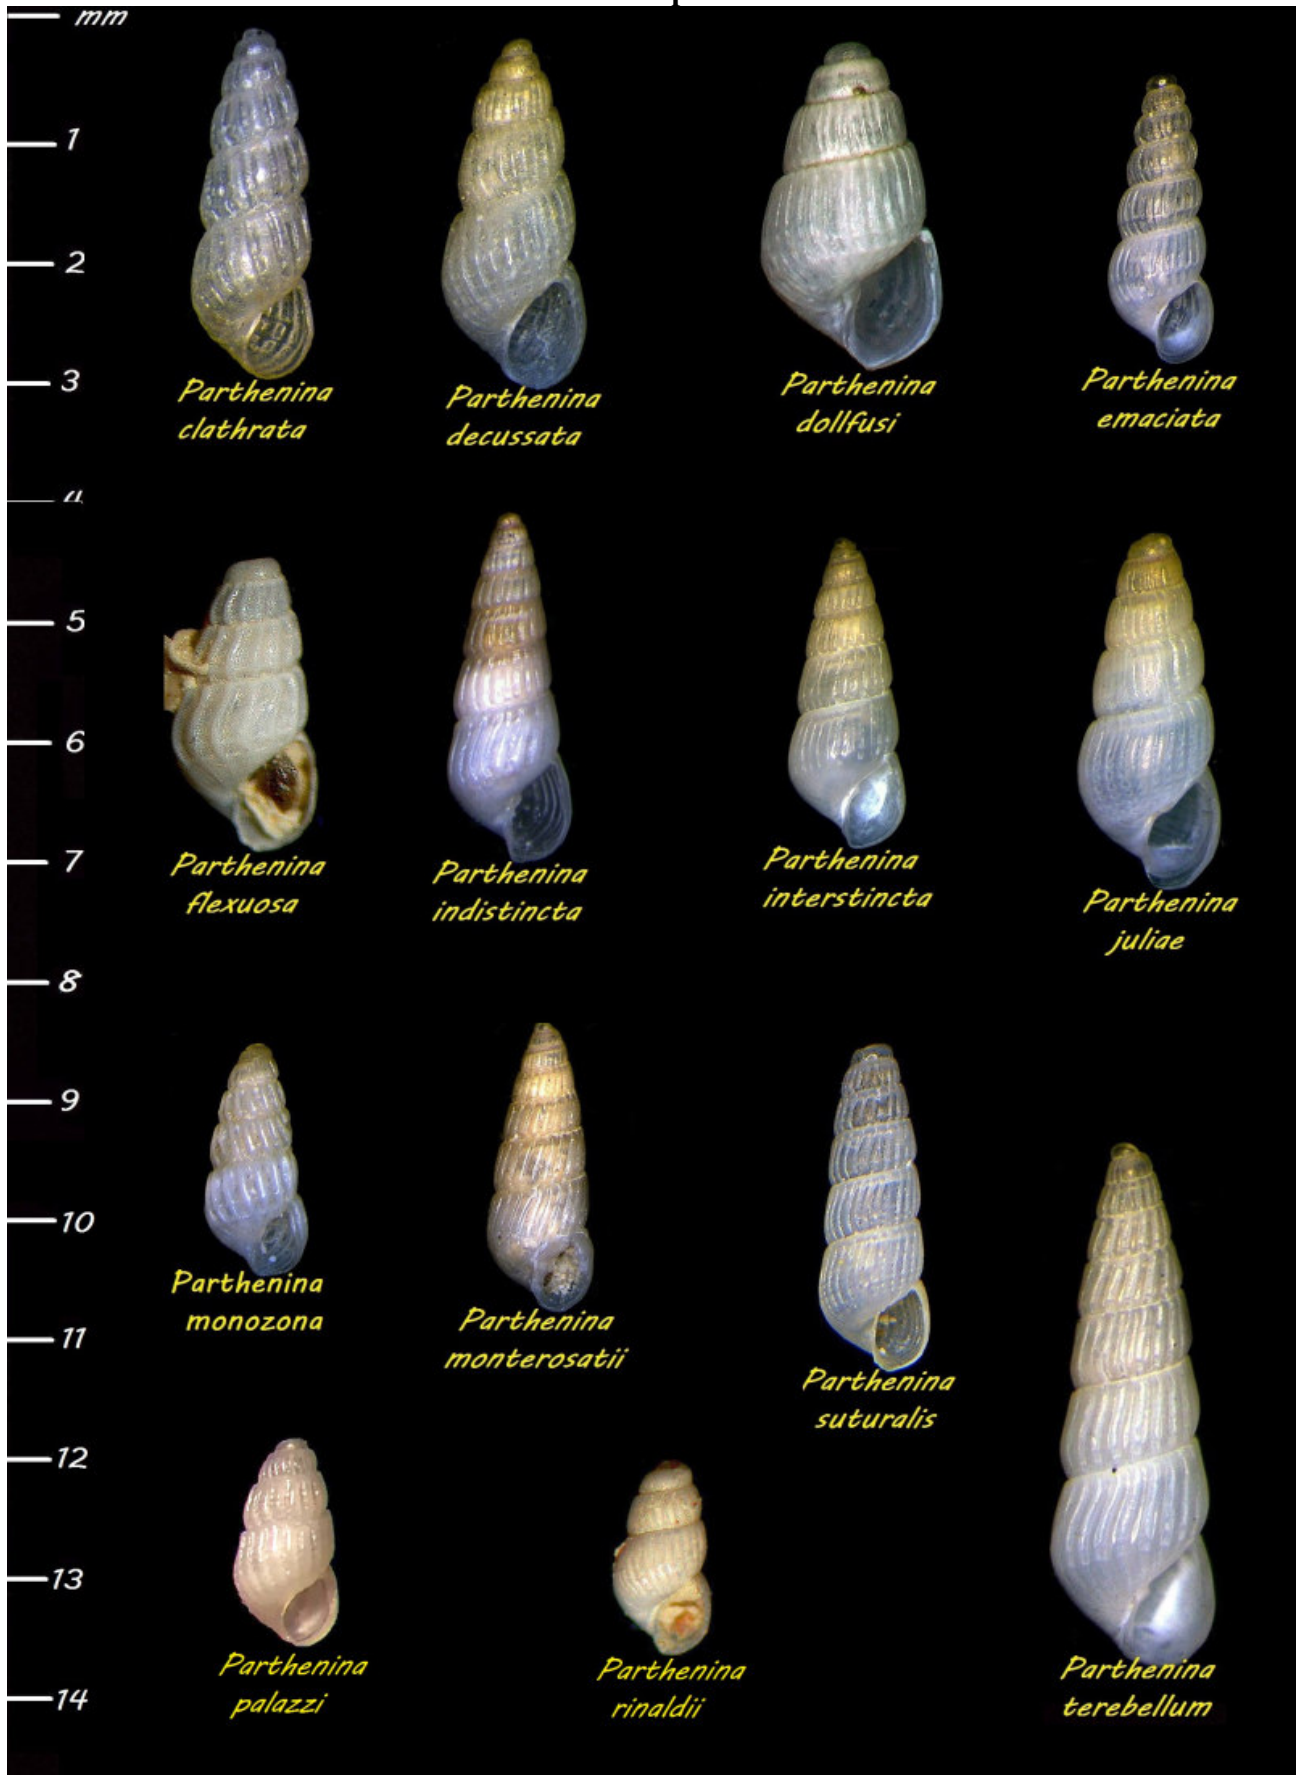 mm
1
2
3
Parthenina
clathrata
Parthenina
decussata
Parthenina
dollfusi
Parthenina
emaciata
4
5
6
7
Parthenina
flexuosa
Parthenina
indistincta
Parthenina
interstincta
Parthenina
juliae
8
9
10
11
Parthenina
monozona
Parthenina
monterosatii
Parthenina
suturalis
12
13
14
Parthenina
palazzi
Parthenina
rinaldii
Parthenina
terebellum